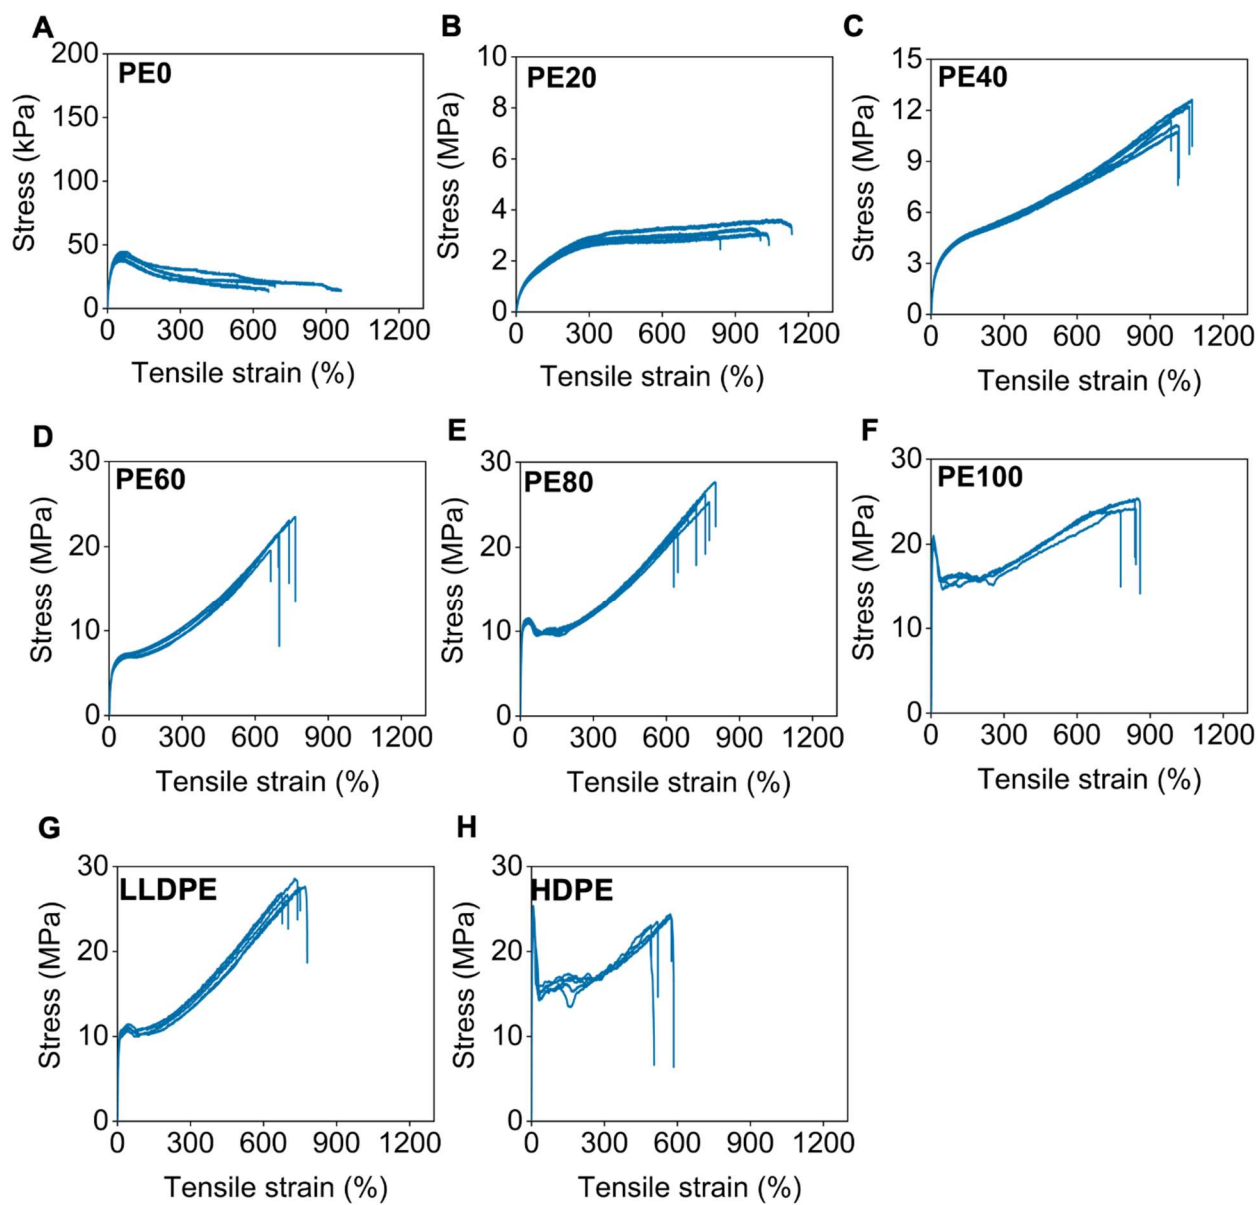 A
PE0
Stress (kPa)
200
150
100
50
0
0 300 600 900 1200
Tensile strain (%)
B
PE20
Stress (MPa)
10
8
6
4
2
0
0 300 600 900 1200
Tensile strain (%)
C
PE40
Stress (MPa)
15
12
9
6
3
0
0 300 600 900 1200
Tensile strain (%)
D
PE60
Stress (MPa)
30
20
10
0
0 300 600 900 1200
Tensile strain (%)
E
PE80
Stress (MPa)
30
20
10
0
0 300 600 900 1200
Tensile strain (%)
F
PE100
Stress (MPa)
30
20
10
0
0 300 600 900 1200
Tensile strain (%)
G
LLDPE
Stress (MPa)
30
20
10
0
0 300 600 900 1200
Tensile strain (%)
H
HDPE
Stress (MPa)
30
20
10
0
0 300 600 900 1200
Tensile strain (%)